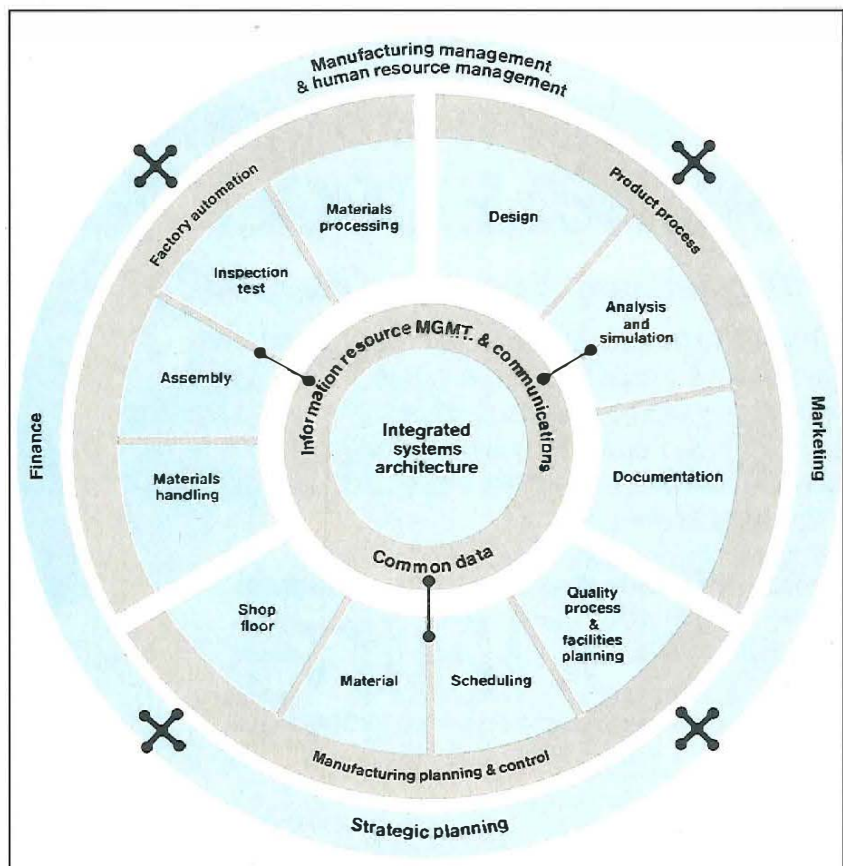 Manufacturing management
& human resource management
Factory automation
Product process
Materials
processing
Design
Inspection
test
Analysis
and
simulation
Information resource MGMT. & communications
Assembly
Integrated
systems
architecture
Finance
Marketing
Materials
handling
Documentation
Common data
Shop
floor
Quality
process
&
facilities
planning
Material
Scheduling
Manufacturing planning & control
Strategic planning